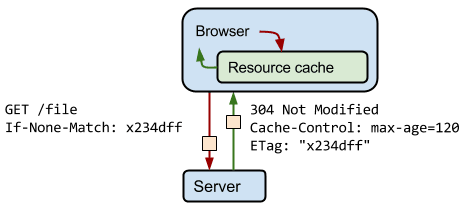 Browser
Resource cache
GET /file
If-None-Match: x234dff
304 Not Modified
Cache-Control: max-age=120
ETag: "x234dff"
Server